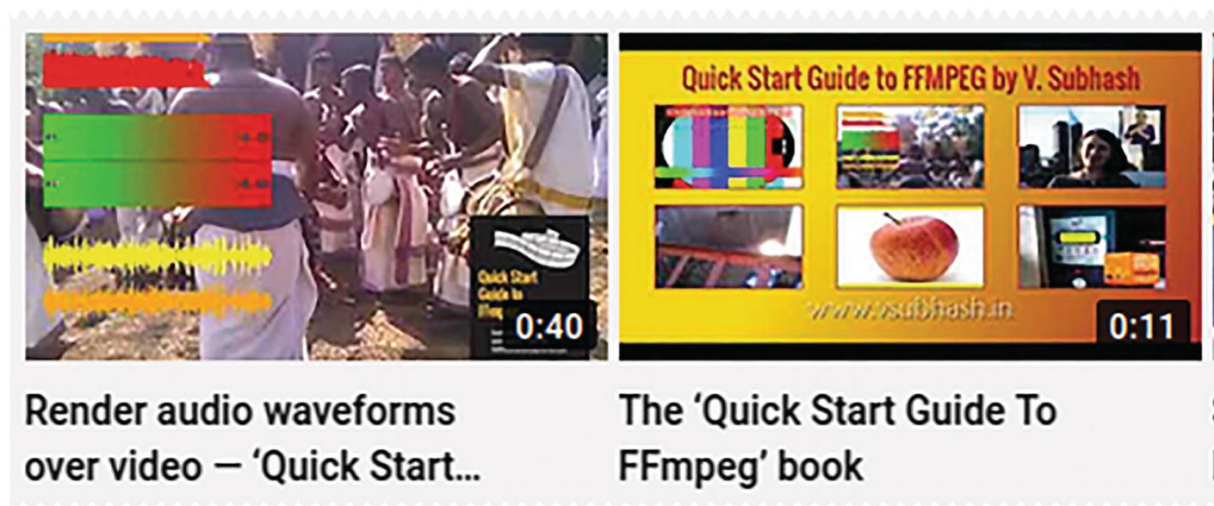 Quick Start
Guide to
0:40
Quick Start Guide to FFMPEG by V. Subhash
www.vsubhash.in
0:11
Render audio waveforms
over video – ‘Quick Start...
The ‘Quick Start Guide To
FFmpeg’ book